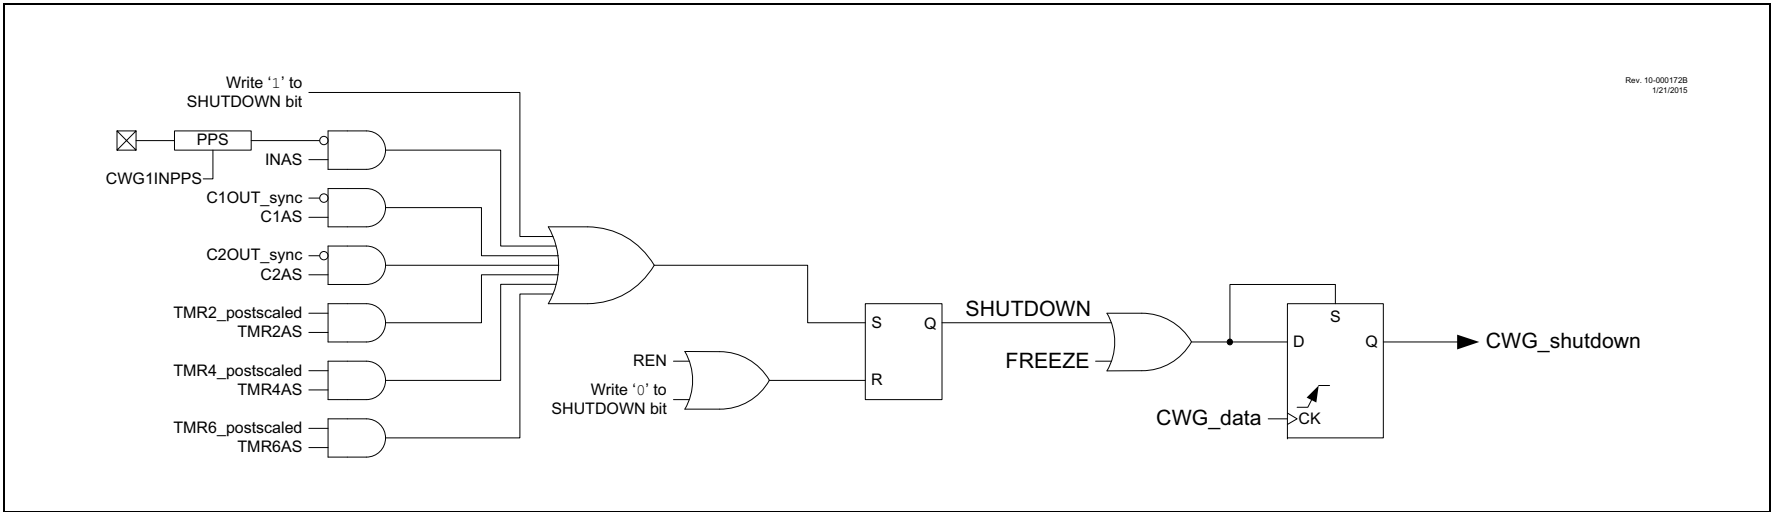 Write ‘1’ to
SHUTDOWN bit
Rev. 10-000172B
1/21/2015
PPS
INAS
CWG1INPPS
C1OUT_sync
C1AS
C2OUT_sync
C2AS
TMR2_postscaled
TMR2AS
TMR4_postscaled
TMR4AS
TMR6_postscaled
TMR6AS
REN
Write ‘0’ to
SHUTDOWN bit
S
Q
R
SHUTDOWN
FREEZE
S
D
Q
CK
CWG_data
CWG_shutdown